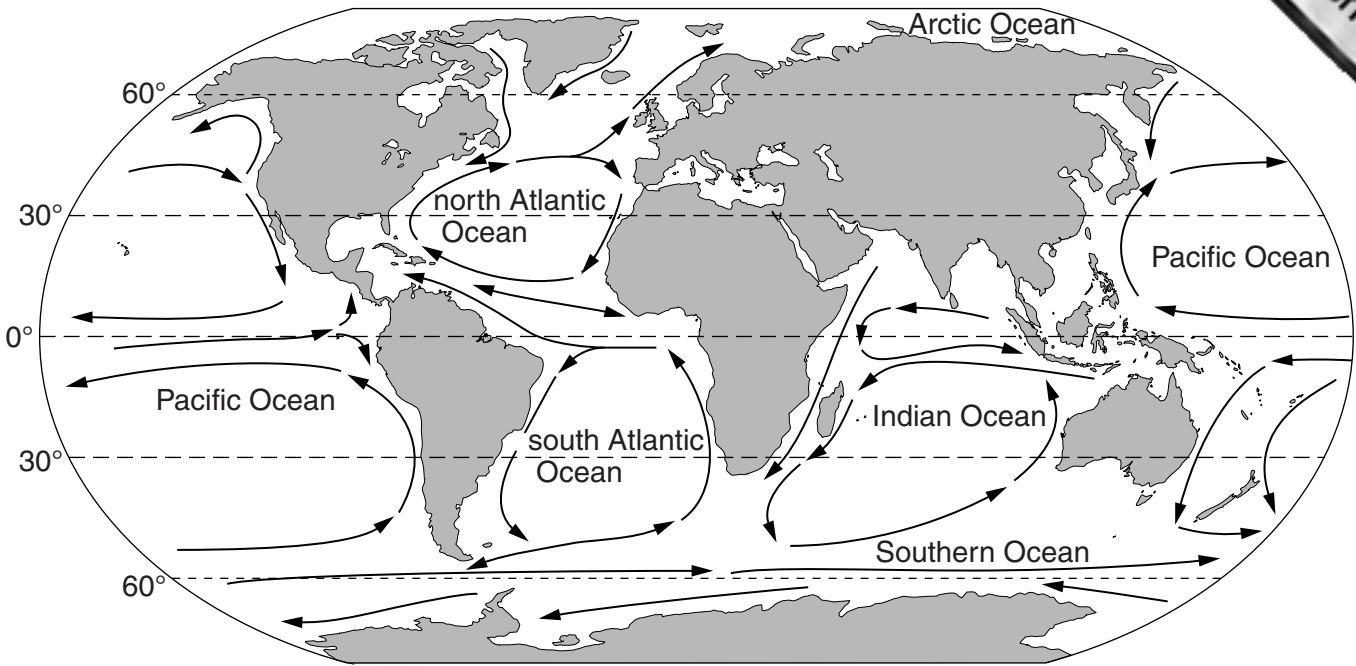 Arctic Ocean
60°
north Atlantic
Ocean
30°
Pacific Ocean
0°
Pacific Ocean
Indian Ocean
south Atlantic
Ocean
30°
Southern Ocean
60°